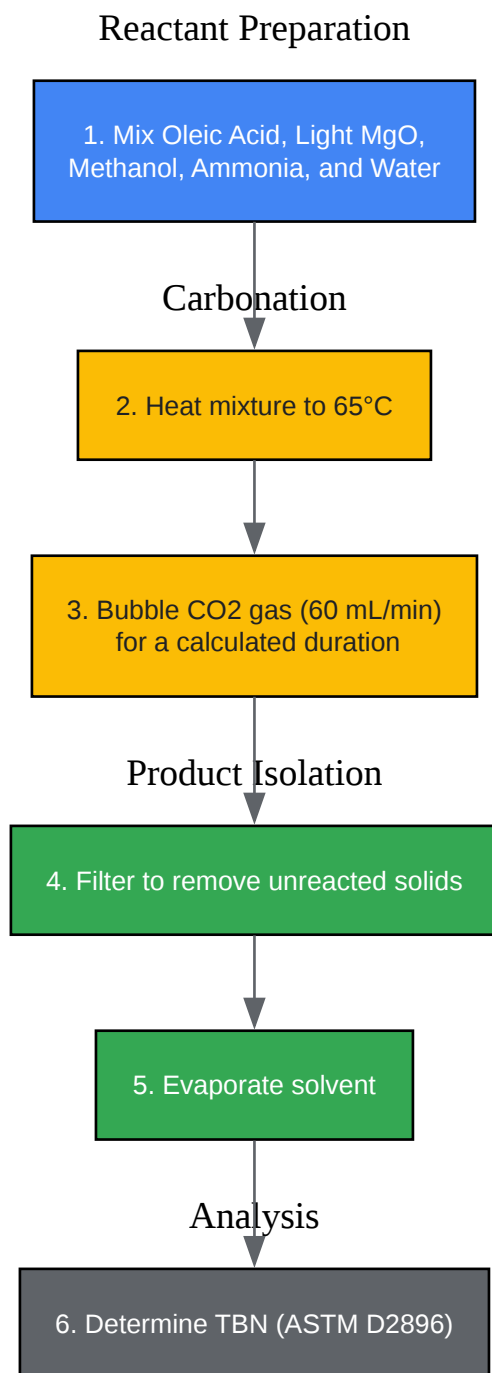 Reactant Preparation
1. Mix Oleic Acid, Light MgO,
Methanol, Ammonia, and Water
Carbonation
2. Heat mixture to 65°C
3. Bubble CO2 gas (60 mL/min)
for a calculated duration
Product Isolation
4. Filter to remove unreacted solids
5. Evaporate solvent
Analysis
6. Determine TBN (ASTM D2896)